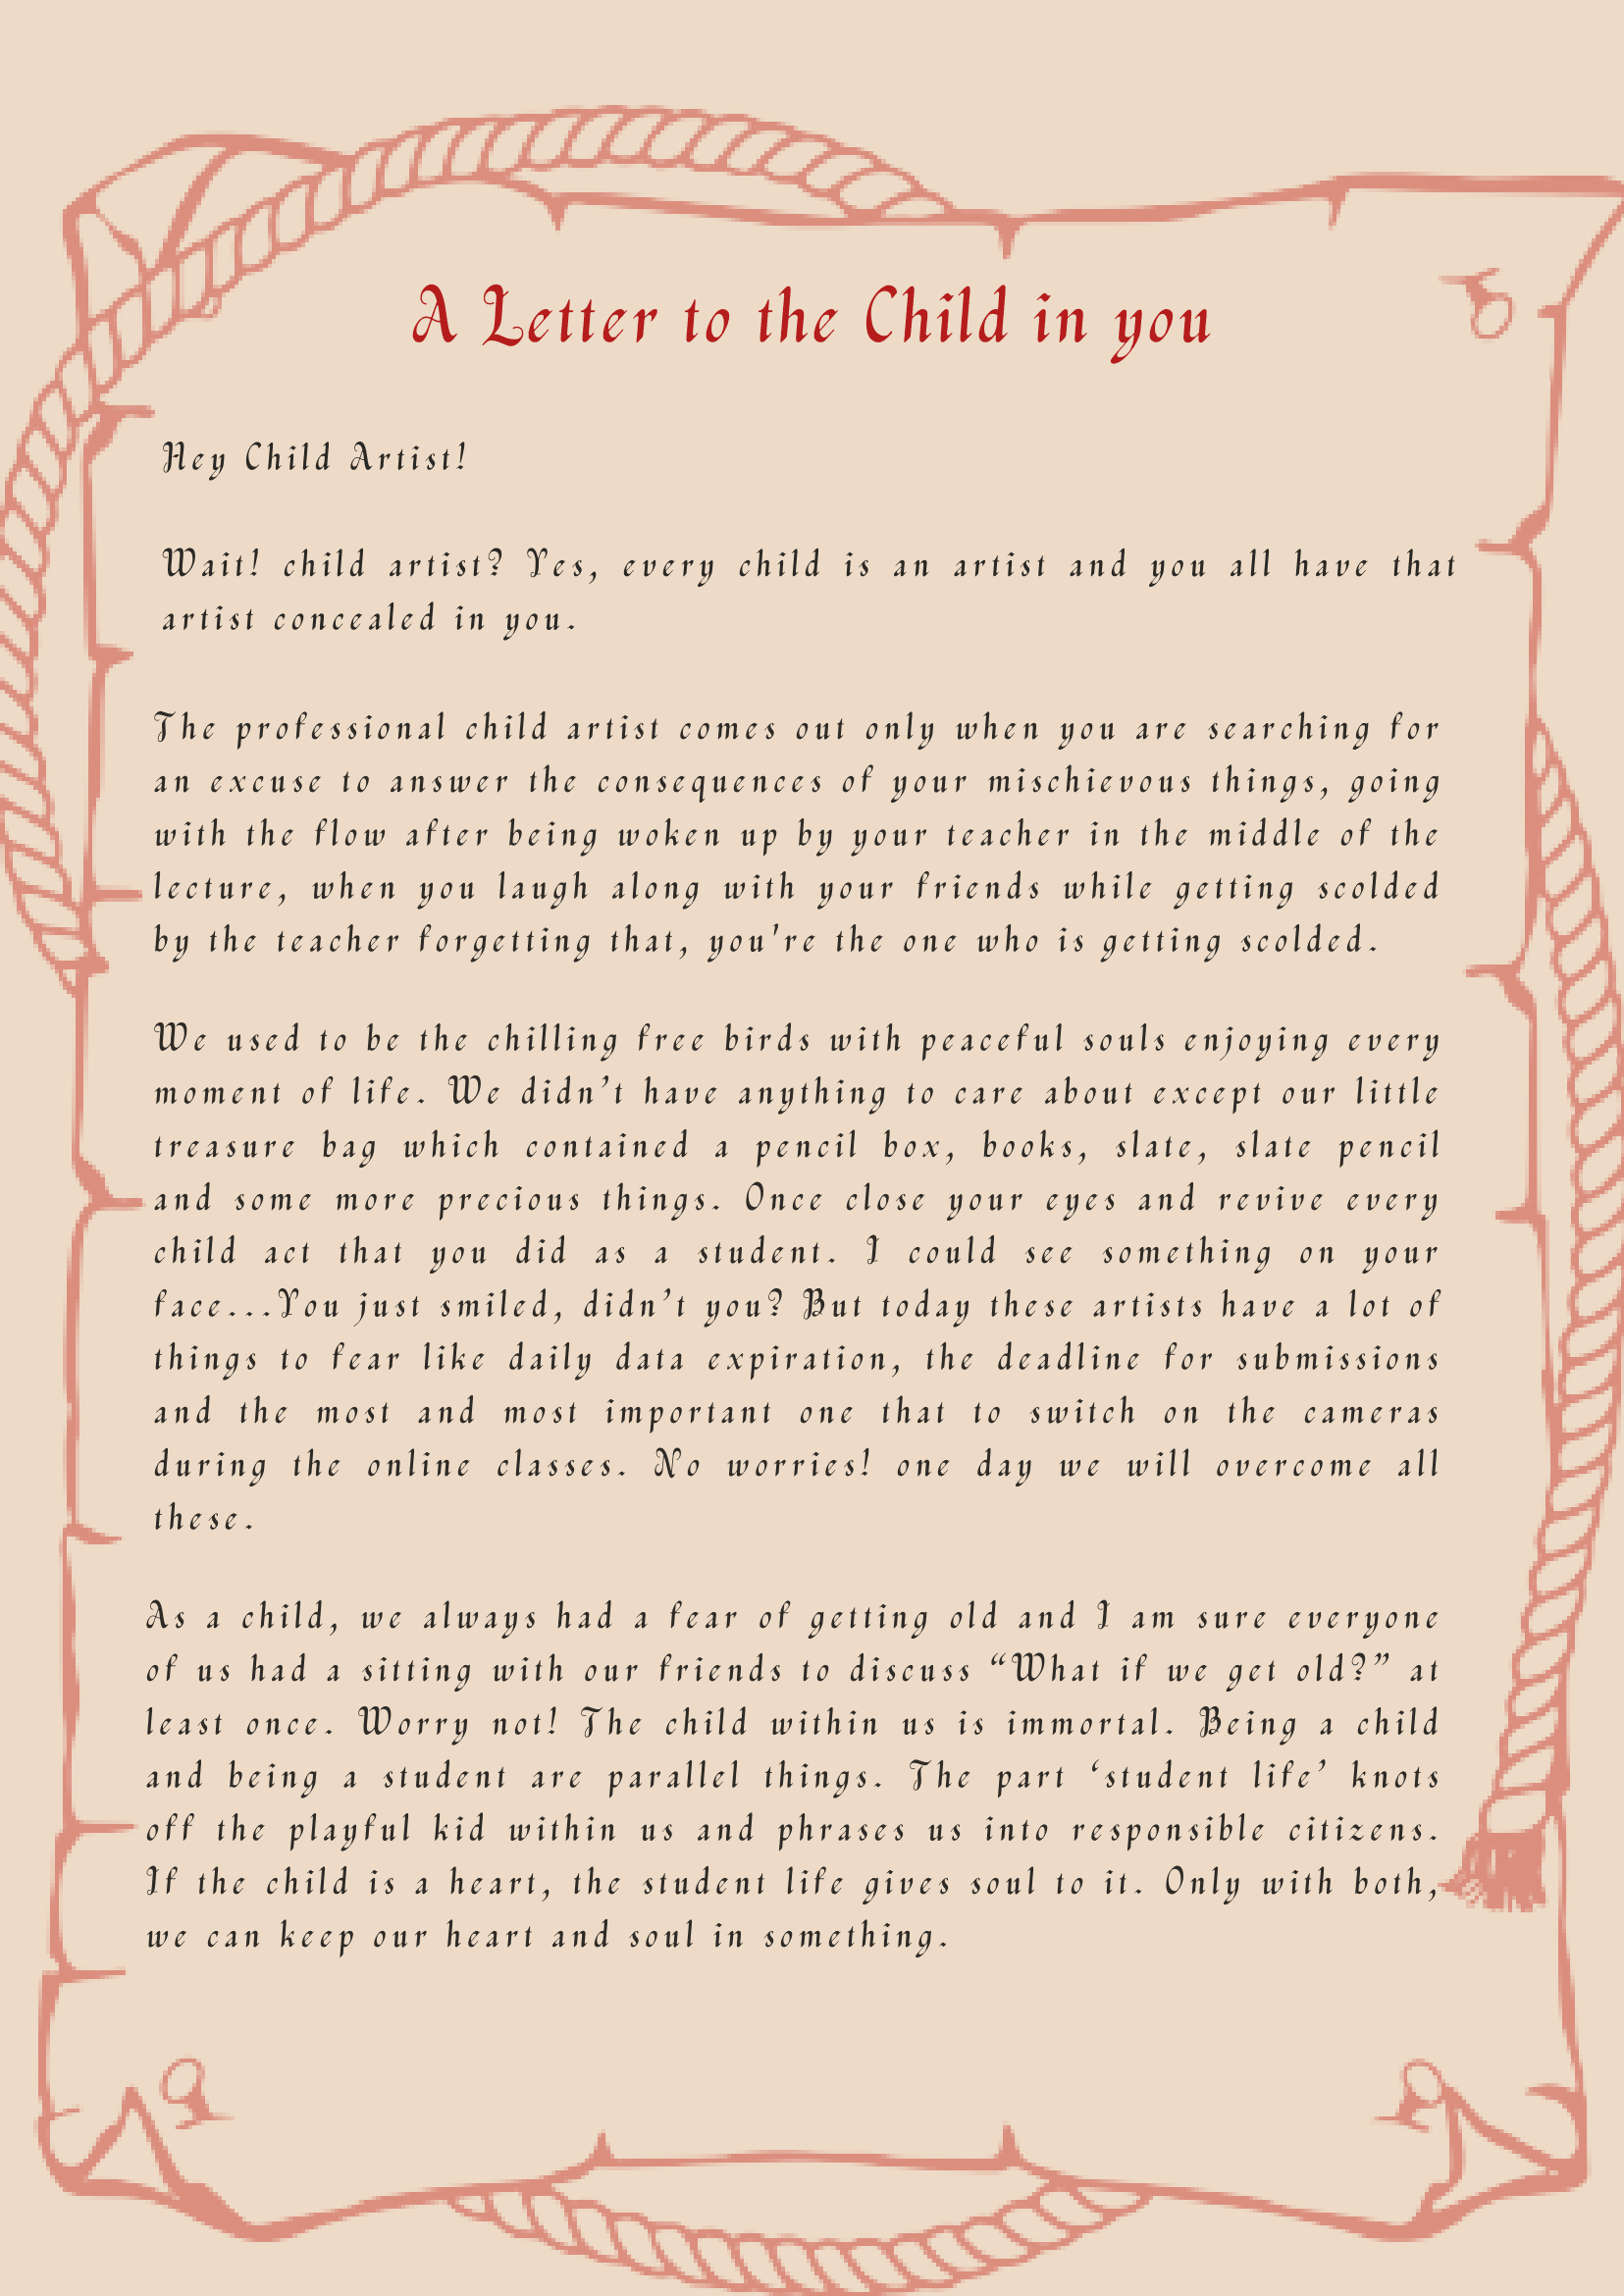 A Letter to the Child in you
Hey Child Artist!
Wait! child artist? Yes, every child is an artist and you all have that
artist concealed in you.
The professional child artist comes out only when you are searching for
an excuse to answer the consequences of your mischievous things, going
with the flow after being woken up by your teacher in the middle of the
lecture, when you laugh along with your friends while getting scolded
by the teacher forgetting that, you're the one who is getting scolded.
We used to be the chilling free birds with peaceful souls enjoying every
moment of life. We didn’t have anything to care about except our little
treasure bag which contained a pencil box, books, slate, slate pencil
and some more precious things. Once close your eyes and revive every
child act that you did as a student. I could see something on your
face...You just smiled, didn’t you? But today these artists have a lot of
things to fear like daily data expiration, the deadline for submissions
and the most and most important one that to switch on the cameras
during the online classes. No worries! one day we will overcome all
these.
As a child, we always had a fear of getting old and I am sure everyone
of us had a sitting with our friends to discuss “What if we get old?” at
least once. Worry not! The child within us is immortal. Being a child
and being a student are parallel things. The part ‘student life’ knots
off the playful kid within us and phrases us into responsible citizens.
If the child is a heart, the student life gives soul to it. Only with both,
we can keep our heart and soul in something.